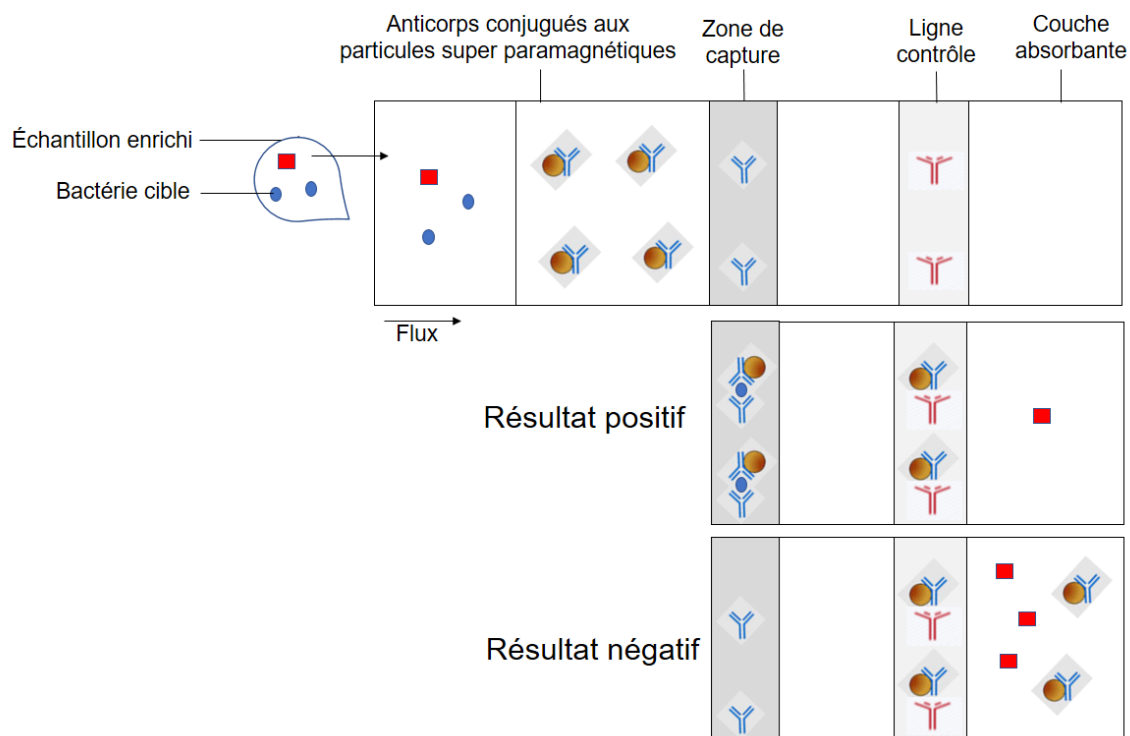 Anticorps conjugués aux
particules super paramagnétiques
Zone de
capture
Ligne
contrôle
Couche
absorbante
Échantillon enrichi
Bactérie cible
Flux
Résultat positif
Résultat négatif